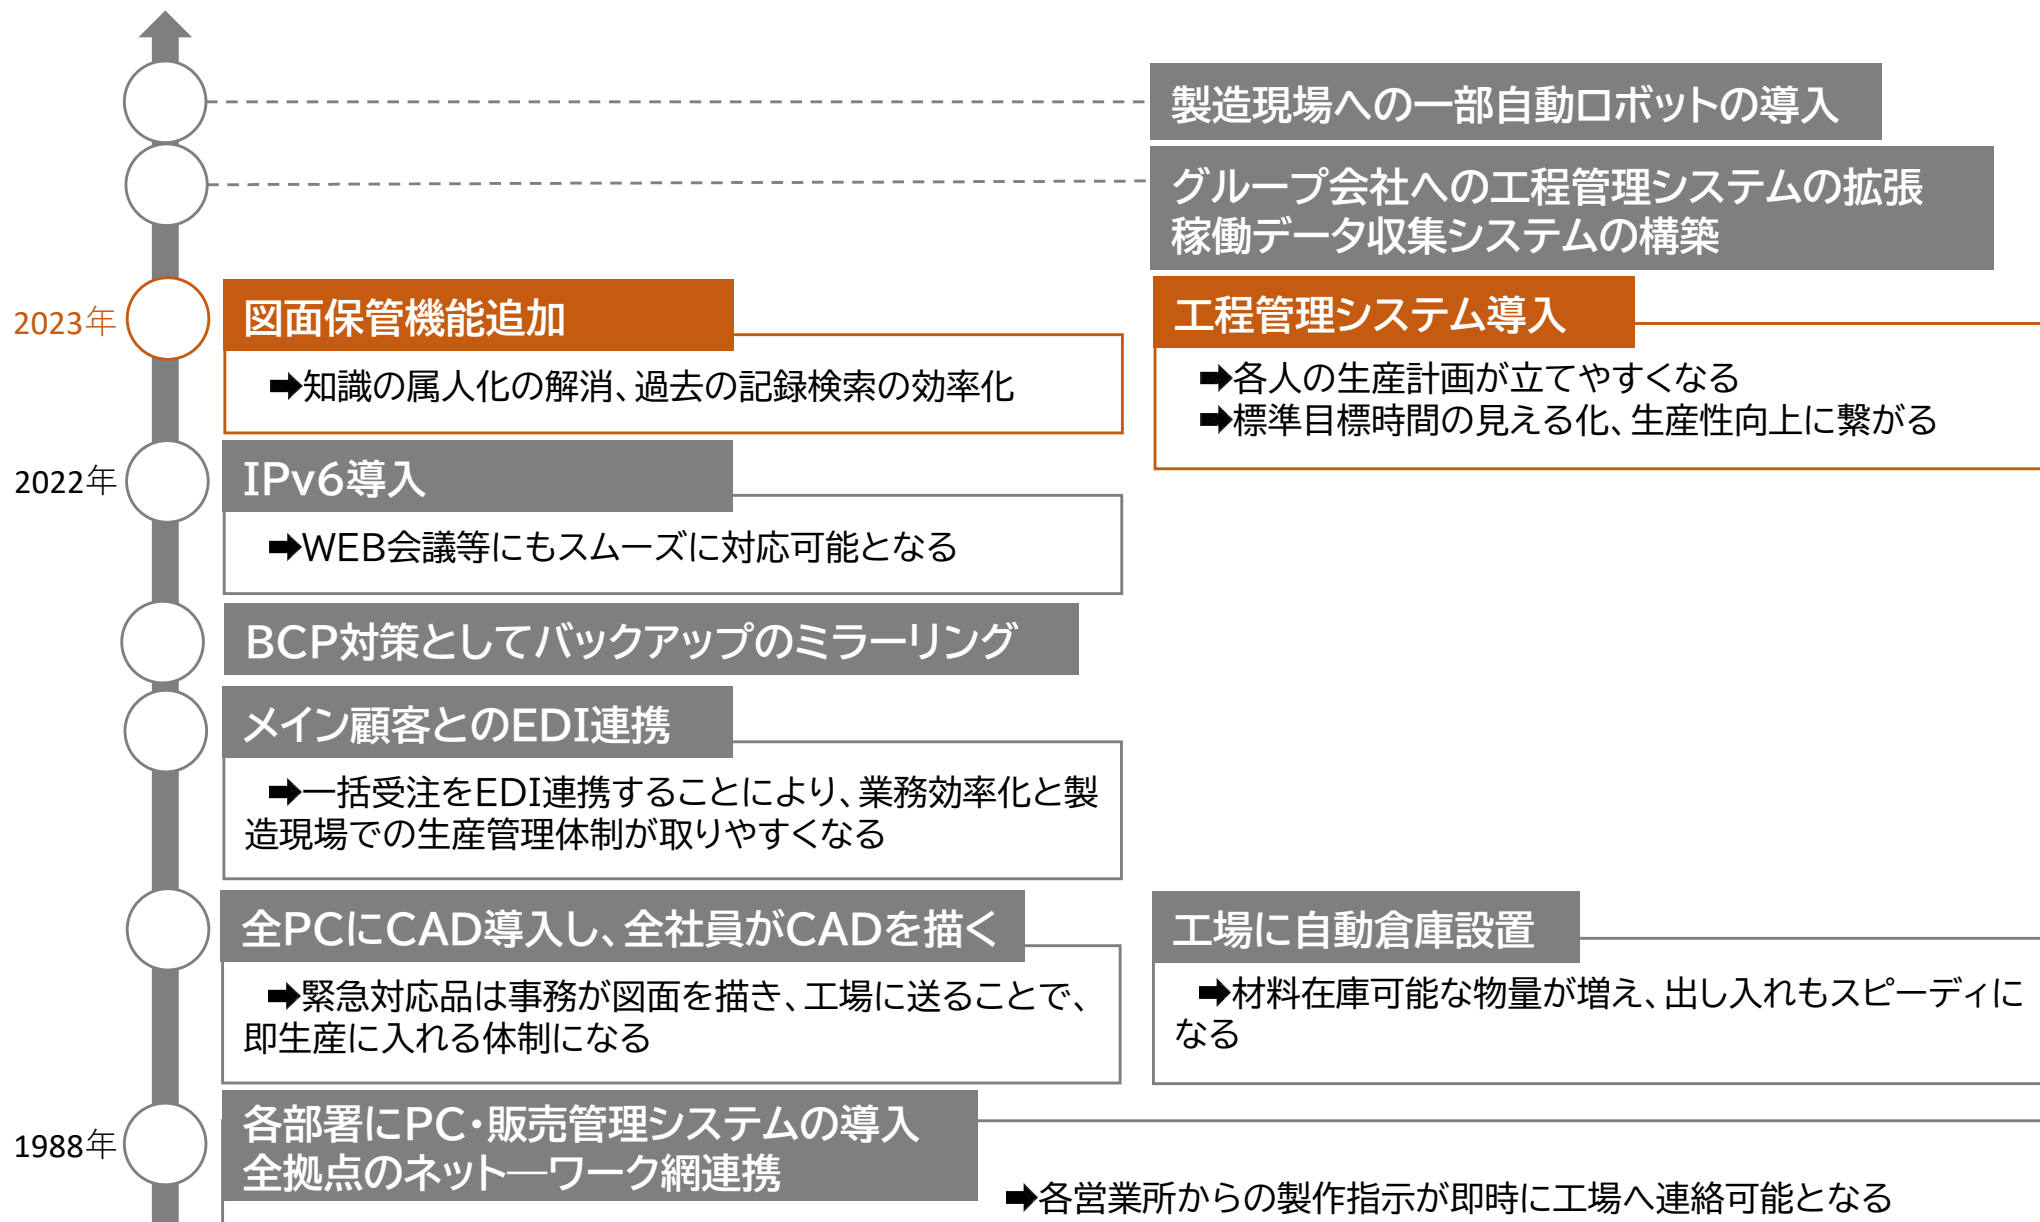 製造現場への一部自動ロボットの導入
グループ会社への工程管理システムの拡張
稼働データ収集システムの構築
2023年
図面保管機能追加
➡知識の属人化の解消、過去の記録検索の効率化
工程管理システム導入
➡各人の生産計画が立てやすくなる
➡標準目標時間の見える化、生産性向上に繋がる
2022年
IPv6導入
➡WEB会議等にもスムーズに対応可能となる
BCP対策としてバックアップのミラーリング
メイン顧客とのEDI連携
➡一括受注をEDI連携することにより、業務効率化と製
造現場での生産管理体制が取りやすくなる
全PCにCAD導入し、全社員がCADを描く
➡緊急対応品は事務が図面を描き、工場に送ることで、
即生産に入れる体制になる
工場に自動倉庫設置
➡材料在庫可能な物量が増え、出し入れもスピーディに
なる
1988年
各部署にPC・販売管理システムの導入
全拠点のネット―ワーク網連携
➡各営業所からの製作指示が即時に工場へ連絡可能となる